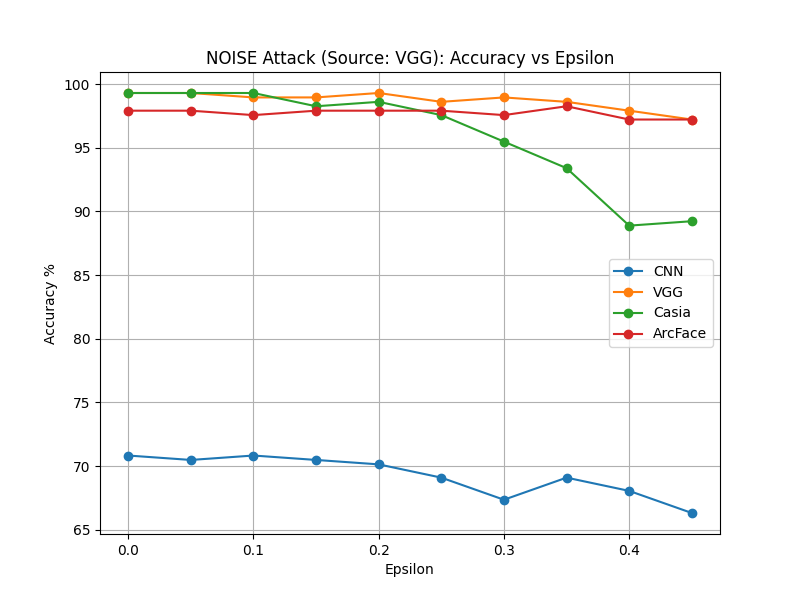 NOISE Attack (Source: VGG): Accuracy vs Epsilon
Accuracy %
100
95
90
85
80
75
70
65
CNN
VGG
Casia
ArcFace
0.0 0.1 0.2 0.3 0.4
Epsilon